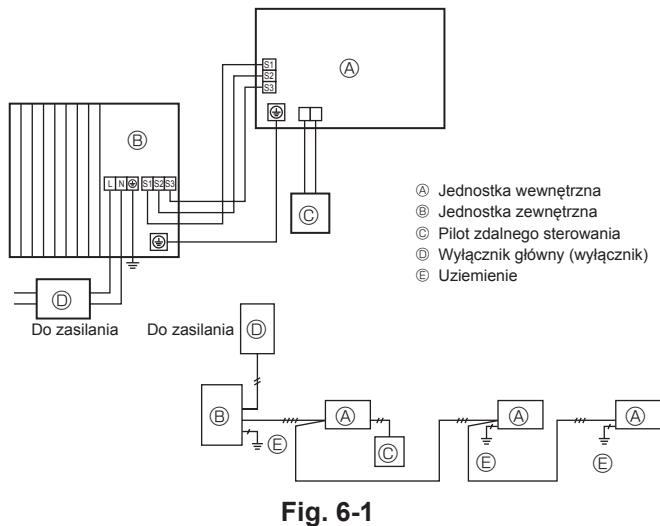 S1
S2
S3
Ⓐ
Ⓑ
L N S1 S2 S3
Ⓒ
Ⓓ
Do zasilania
Ⓐ Jednostka wewnętrzna
Ⓑ Jednostka zewnętrzna
Ⓒ Pilot zdalnego sterowania
Ⓓ Wyłącznik główny (wyłącznik)
Ⓔ Uziemienie
Do zasilania Ⓓ
Ⓑ Ⓐ Ⓐ Ⓐ
Ⓔ Ⓒ Ⓔ Ⓔ
Fig. 6-1